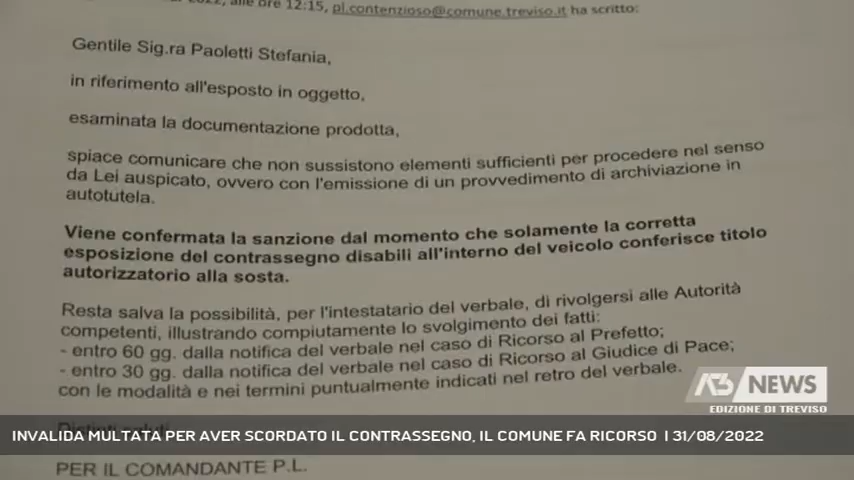 2022, alle ore 12:15, pl.contenzioso@comune.treviso.it ha scritto:
Gentile Sig.ra Paoletti Stefania,
in riferimento all'esposto in oggetto,
esaminata la documentazione prodotta,
spiace comunicare che non sussistono elementi sufficienti per procedere nel senso
da Lei auspicato, ovvero con l'emissione di un provvedimento di archiviazione in
autotutela.
Viene confermata la sanzione dal momento che solamente la corretta
esposizione del contrassegno disabili all'interno del veicolo conferisce titolo
autorizzatorio alla sosta.
Resta salva la possibilità, per l'intestatario del verbale, di rivolgersi alle Autorità
competenti, illustrando compiutamente lo svolgimento dei fatti:
- entro 60 gg. dalla notifica del verbale nel caso di Ricorso al Prefetto;
- entro 30 gg. dalla notifica del verbale nel caso di Ricorso al Giudice di Pace;
con le modalità e nei termini puntualmente indicati nel retro del verbale.
A3 NEWS
EDIZIONE DI TREVISO
INVALIDA MULTATA PER AVER SCORDATO IL CONTRASSEGNO, IL COMUNE FA RICORSO | 31/08/2022
PER IL COMANDANTE P.L.